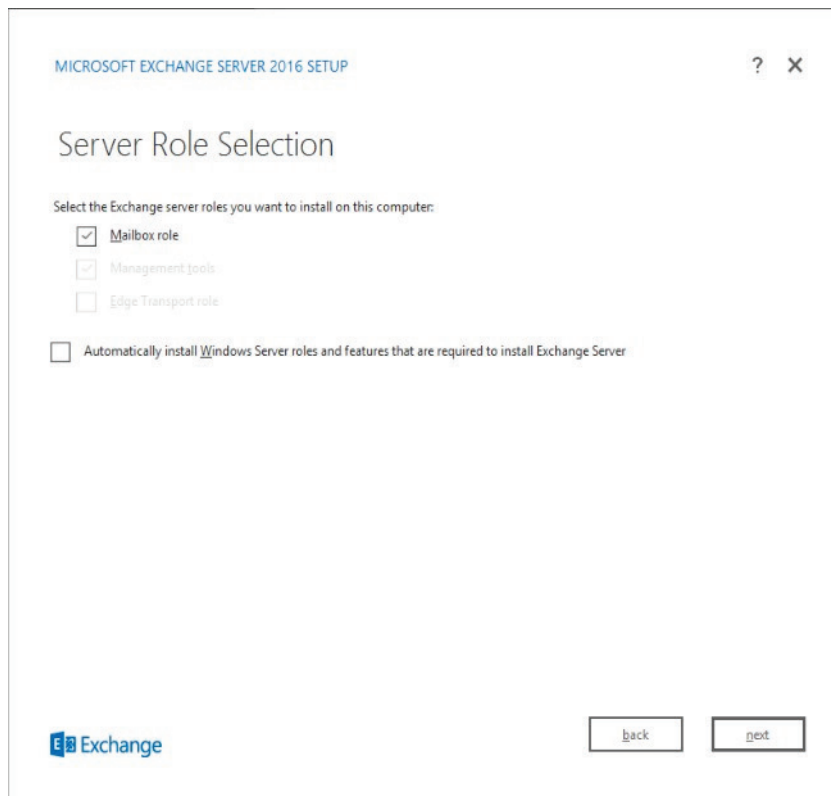 MICROSOFT EXCHANGE SERVER 2016 SETUP ?
Server Role Selection
Select the Exchange server roles you want to install on this computer:
Mailbox role
Management tools
Edge Transport role
Automatically install Windows Server roles and features that are required to install Exchange Server
back next
Exchange